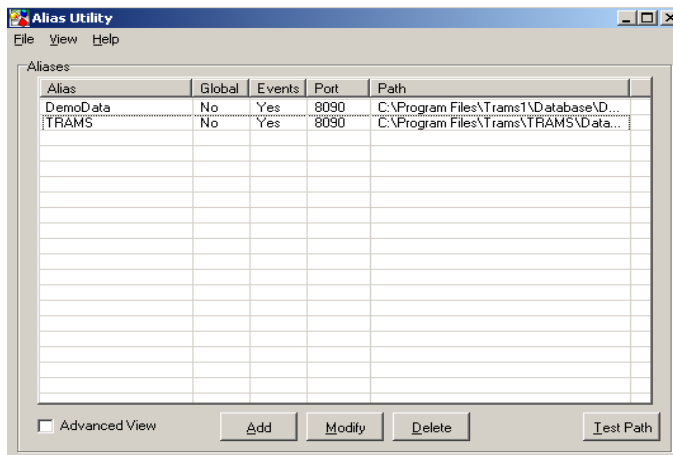 Alias Utility
File View Help
Aliases
Alias Global Events Port Path
DemoData No Yes 8090 C:\Program Files\Trams1\Database\D...
TRAMS No Yes 8090 C:\Program Files\Trams\TRAMS\Data...
Advanced View Add Modify Delete Test Path